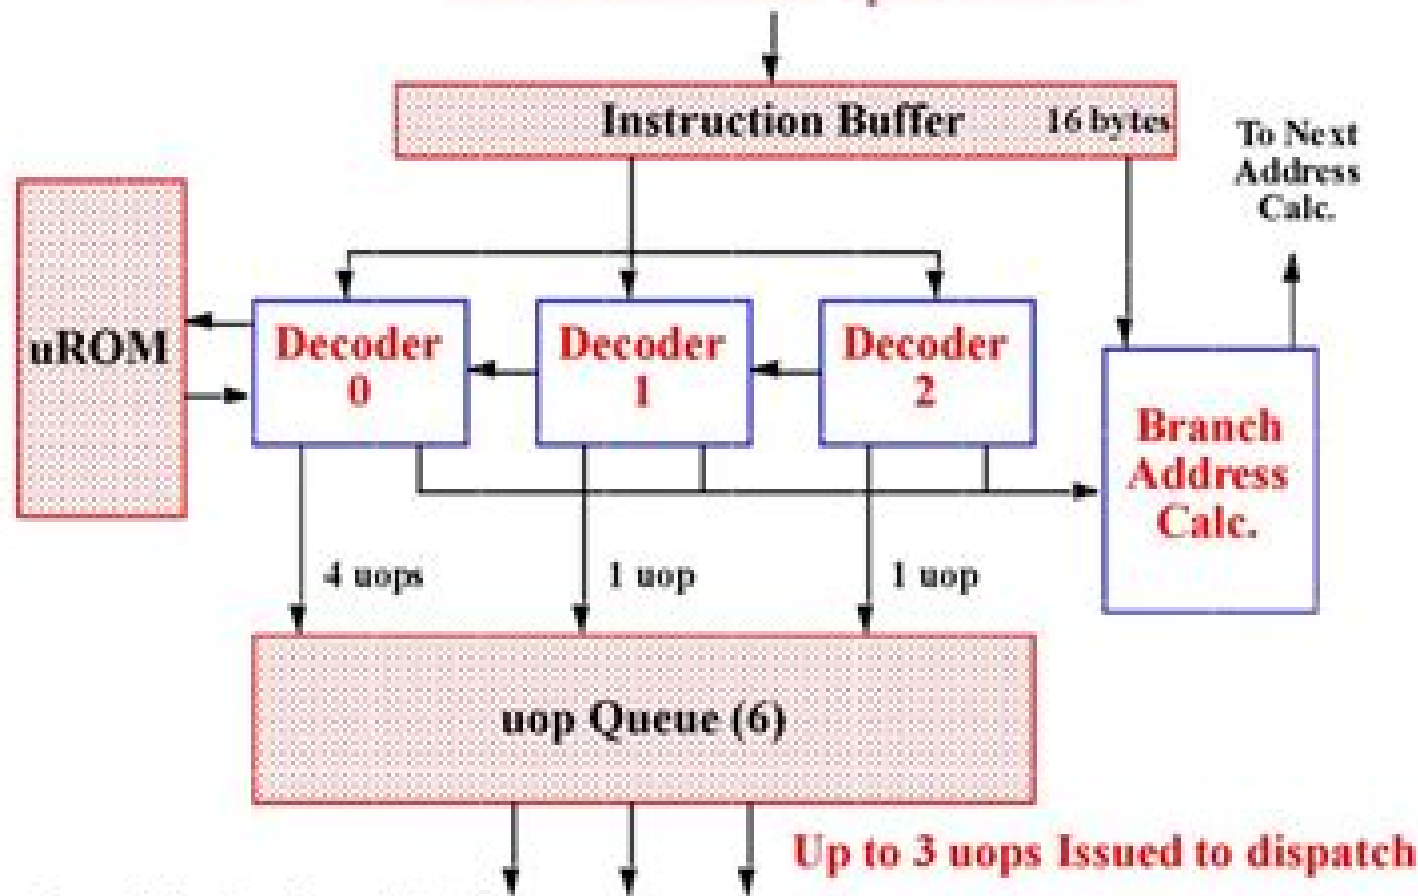 Instruction Buffer 16 bytes
To Next
Address
Calc.
uROM
Decoder
0
Decoder
1
Decoder
2
Branch
Address
Calc.
4 uops
1 uop
1 uop
uop Queue (6)
Up to 3 uops Issued to dispatch